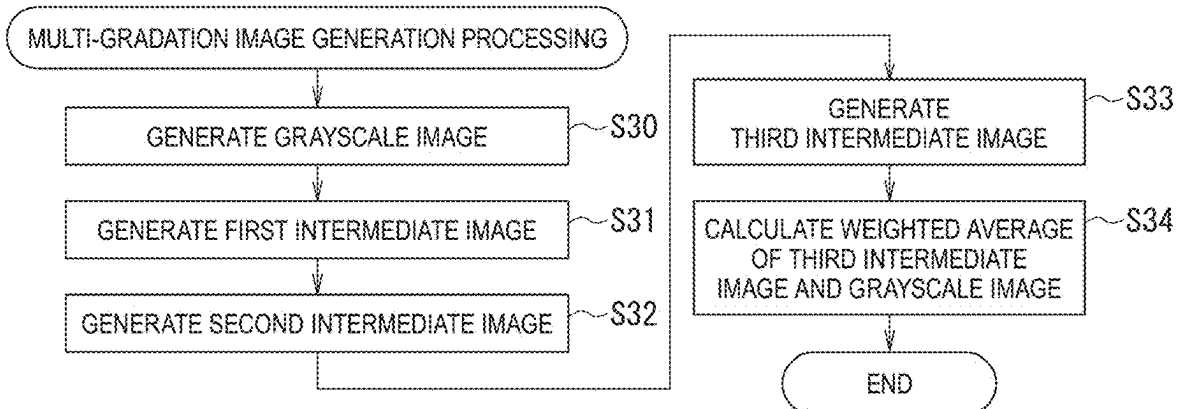 MULTI-GRADATION IMAGE GENERATION PROCESSING
GENERATE GRAYSCALE IMAGE
S30
GENERATE FIRST INTERMEDIATE IMAGE
S31
GENERATE SECOND INTERMEDIATE IMAGE
S32
GENERATE
THIRD INTERMEDIATE IMAGE
S33
CALCULATE WEIGHTED AVERAGE
OF THIRD INTERMEDIATE
IMAGE AND GRAYSCALE IMAGE
S34
END